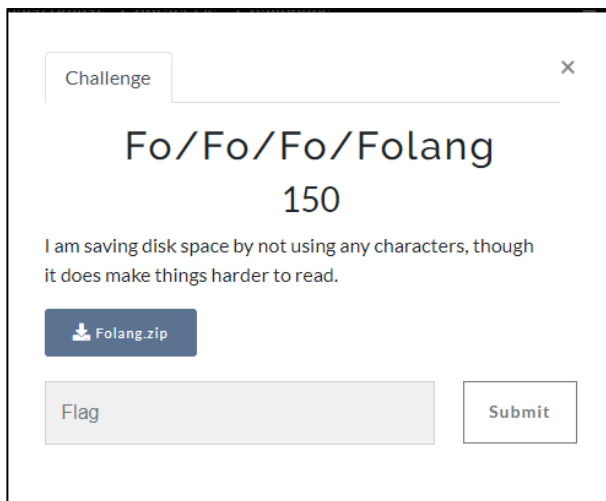 Challenge
×
Fo/Fo/Fo/Folang
150
I am saving disk space by not using any characters, though
it does make things harder to read.
Folang.zip
Flag
Submit